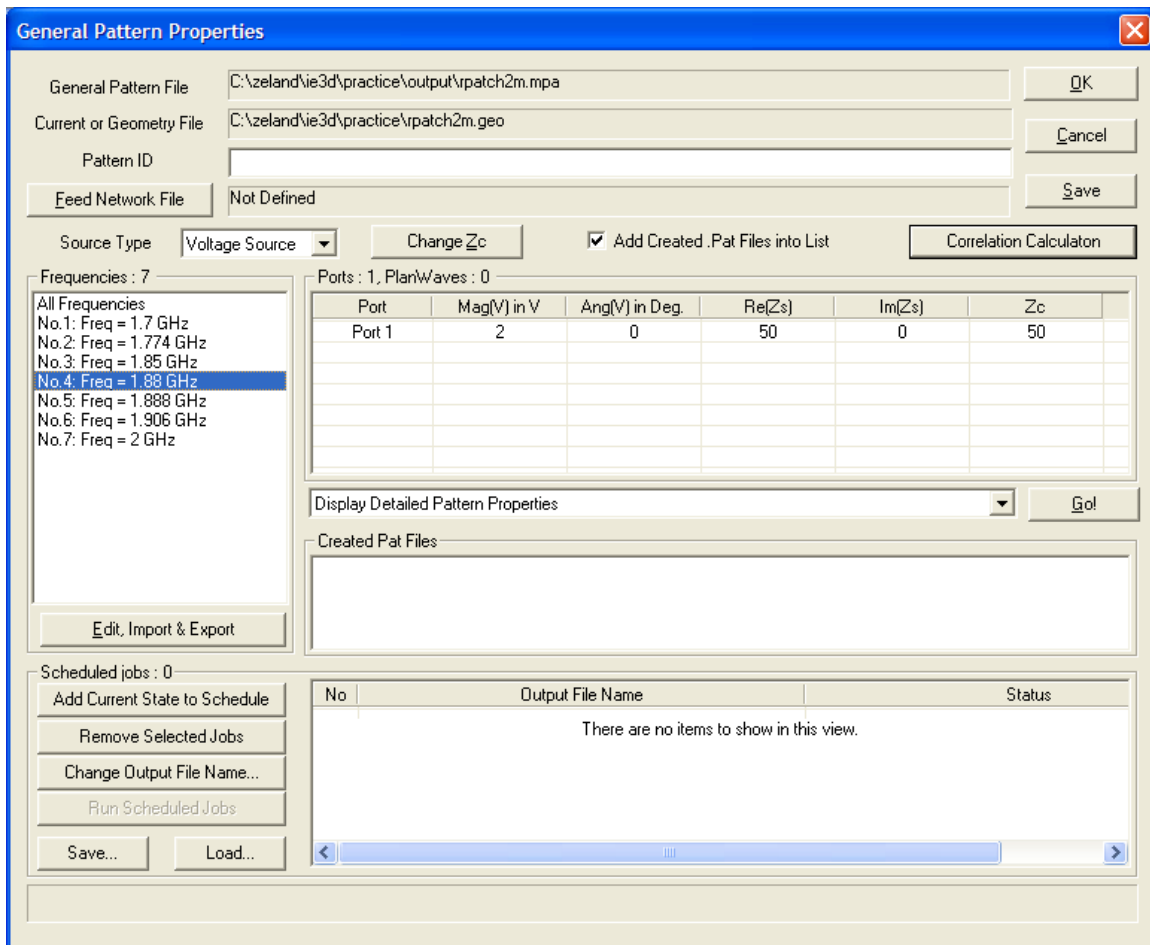 General Pattern Properties
General Pattern File C:\zeland\ie3d\practice\output\rpatch2m.mpa OK
Current or Geometry File C:\zeland\ie3d\practice\rpatch2m.geo Cancel
Pattern ID
Feed Network File Not Defined Save
Source Type Voltage Source Change Zc Add Created .Pat Files into List Correlation Calculaton
Frequencies : 7
All Frequencies
No.1: Freq = 1.7 GHz
No.2: Freq = 1.774 GHz
No.3: Freq = 1.85 GHz
No.4: Freq = 1.88 GHz
No.5: Freq = 1.888 GHz
No.6: Freq = 1.906 GHz
No.7: Freq = 2 GHz
Edit, Import & Export
Ports : 1, PlanWaves : 0
Port Mag(V) in V Ang(V) in Deg. Re(Zs) Im(Zs) Zc
Port 1 2 0 50 0 50
Display Detailed Pattern Properties Go!
Created Pat Files
Scheduled jobs : 0
Add Current State to Schedule
Remove Selected Jobs
Change Output File Name...
Run Scheduled Jobs
Save... Load...
No Output File Name Status
There are no items to show in this view.